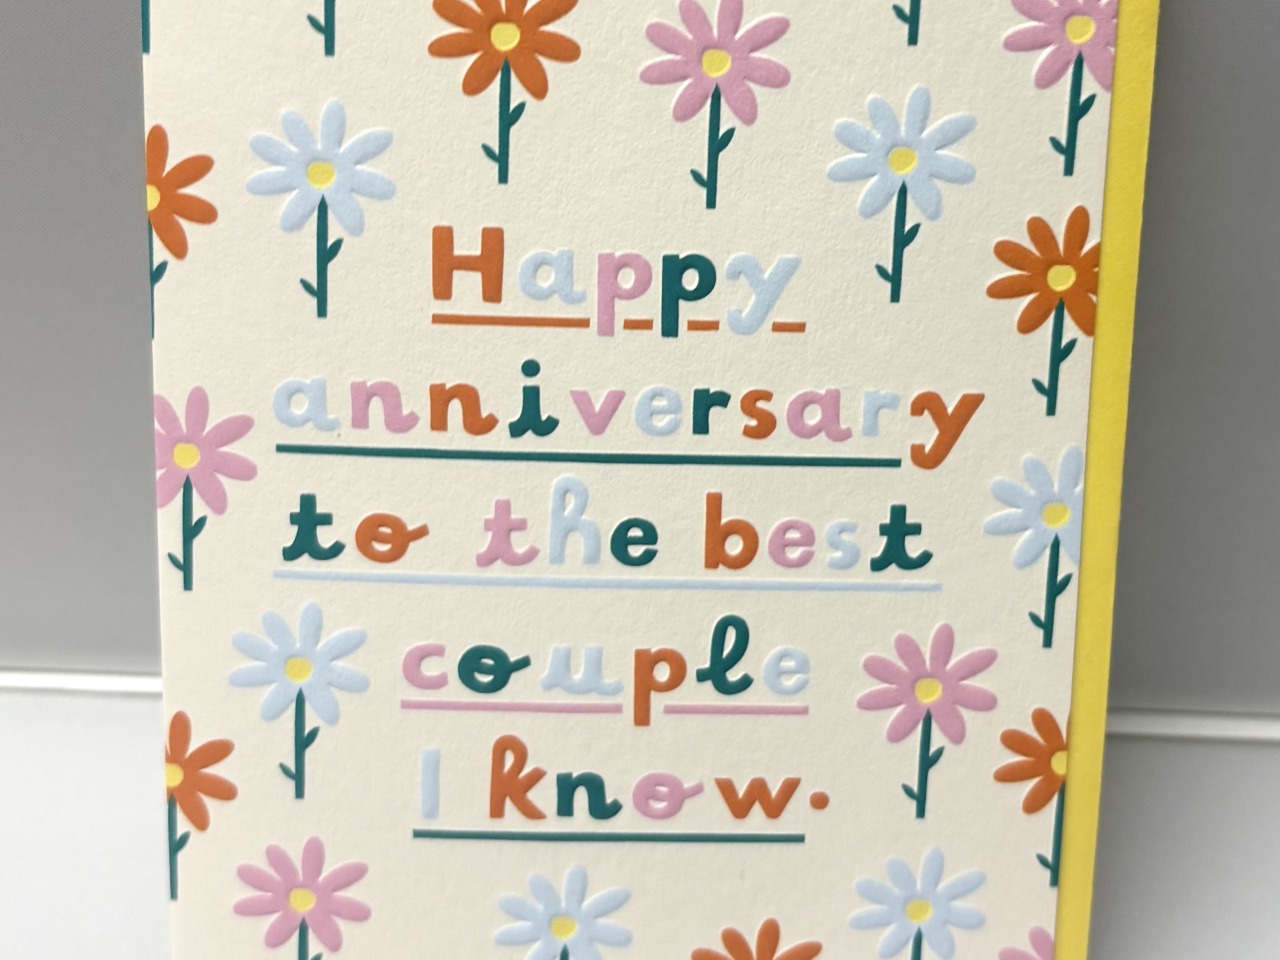 Happy
anniversary
to the best
couple
I know.